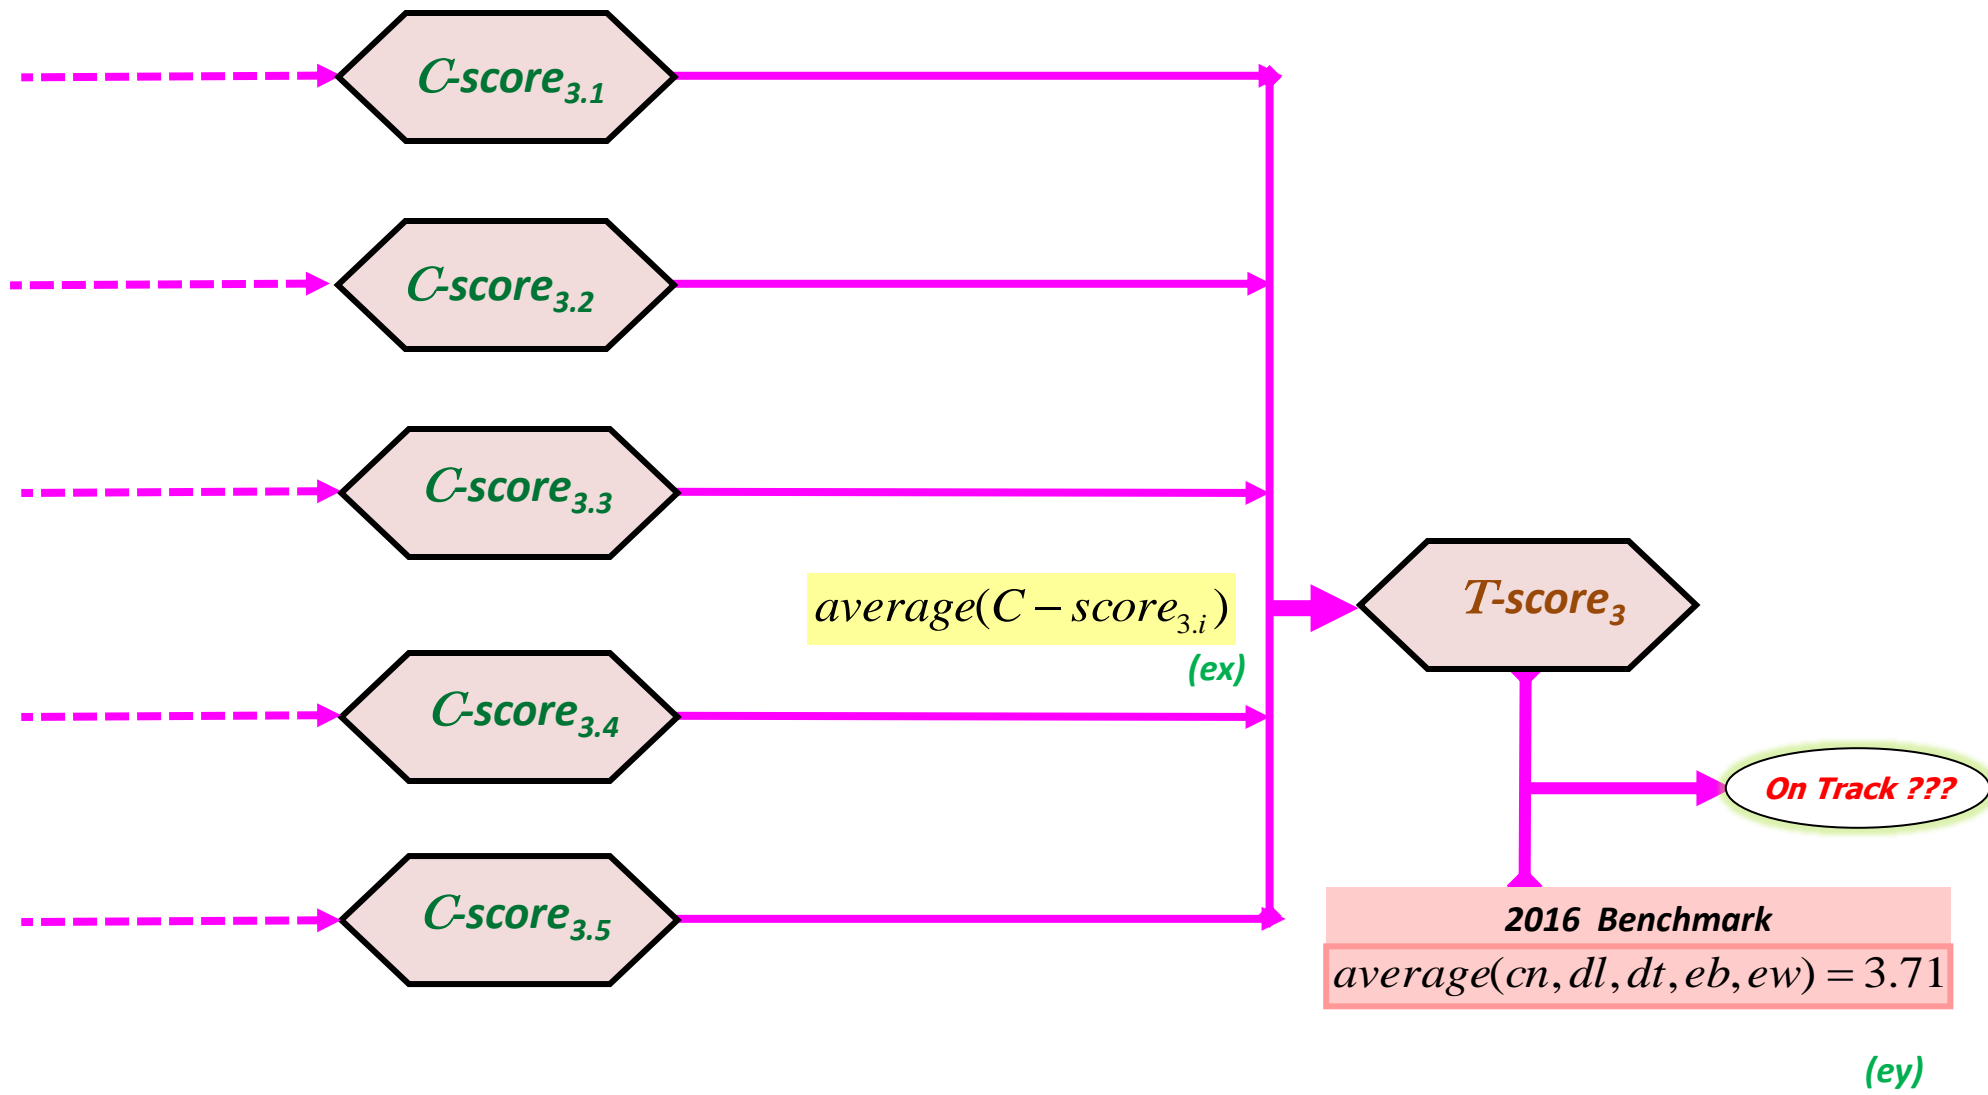 C-score3.1
C-score3.2
C-score3.3
average(C – score3.i)
(ex)
T-score3
C-score3.4
On Track ???
C-score3.5
2016 Benchmark
average(cn, dl, dt, eb, ew) = 3.71
(ey)